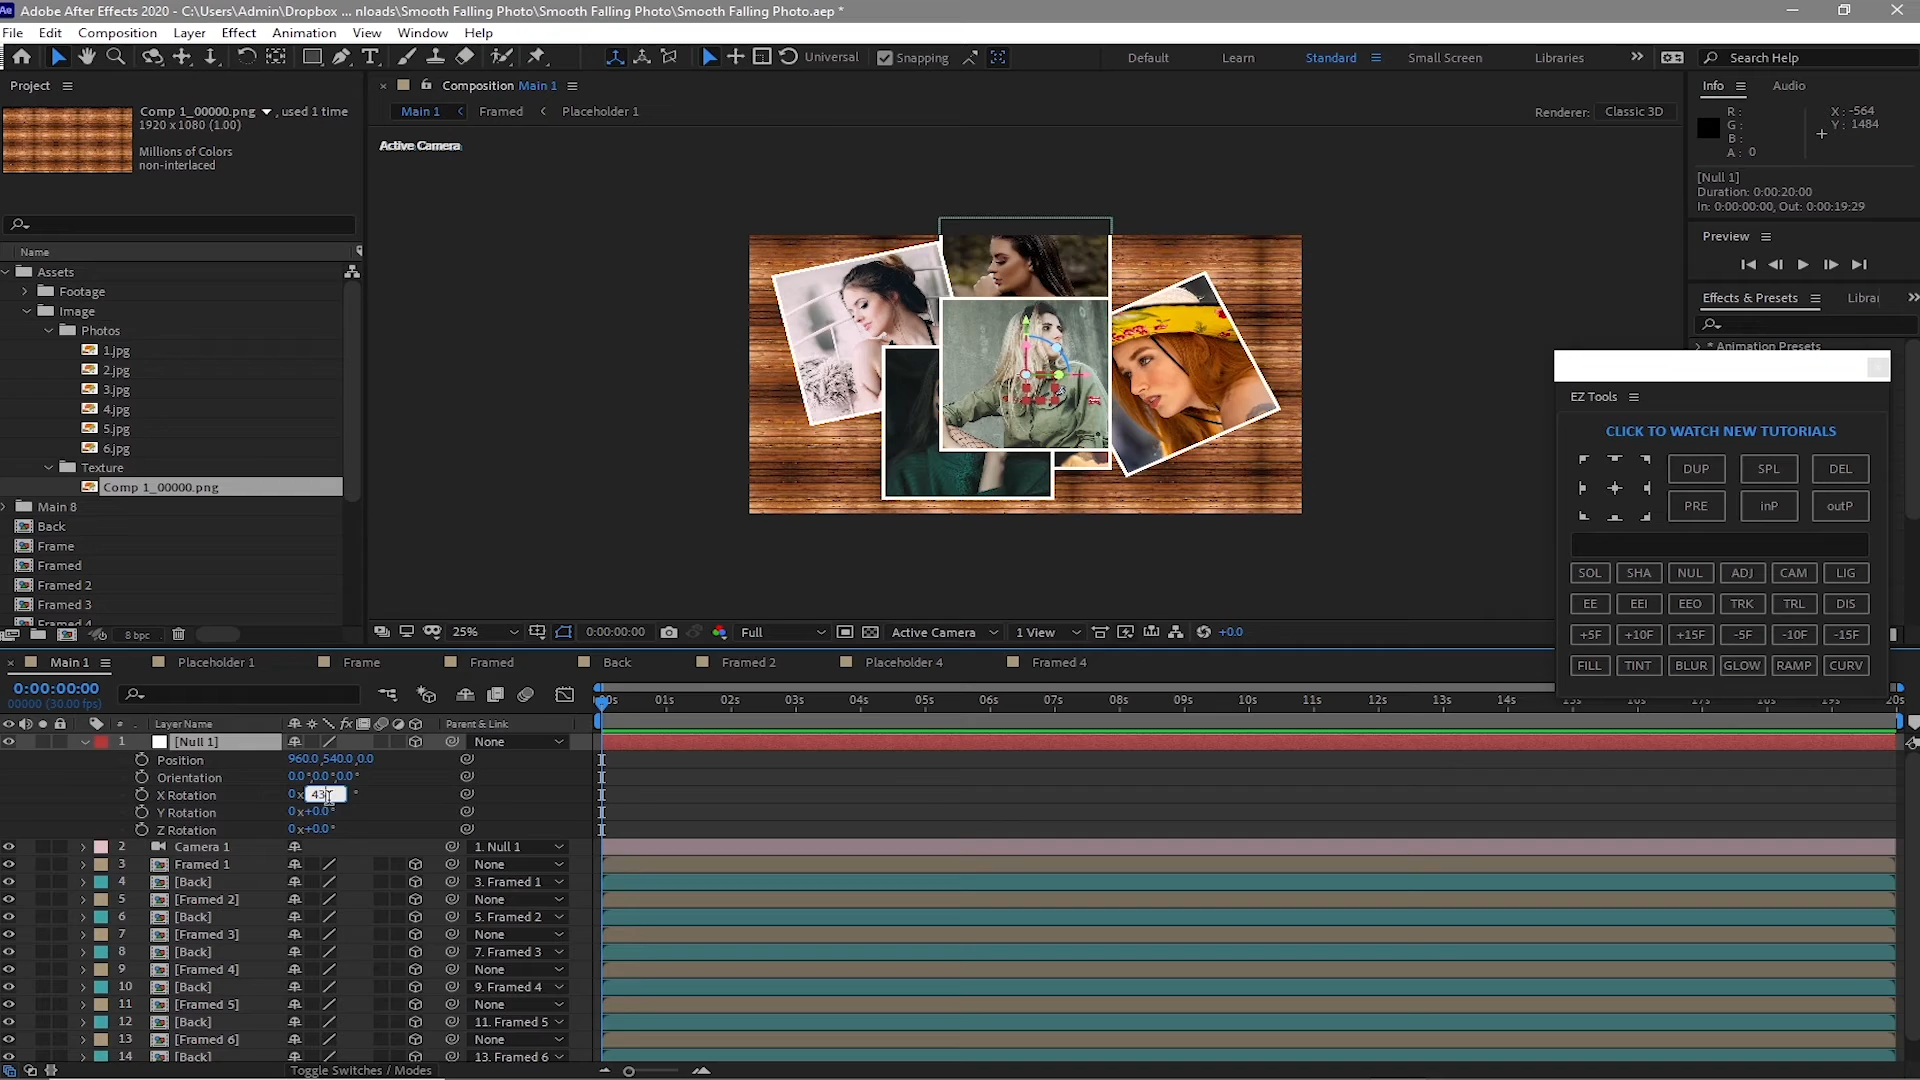 Adobe After Effects 2020 - C:\Users\Admin\Dropbox ... nloads\Smooth Falling Photo\Smooth Falling Photo\Smooth Falling Photo.aep *
File Edit Composition Layer Effect Animation View Window Help
Universal Snapping Default Learn Standard Small Screen Libraries Search Help
Project
Comp 1_00000.png , used 1 time
1920 x 1080 (1.00)
Millions of Colors
non-interlaced
Name
Assets
Footage
Image
Photos
1.jpg
2.jpg
3.jpg
4.jpg
5.jpg
6.jpg
Texture
Comp 1_00000.png
Main 8
Back
Frame
Framed
Framed 2
Framed 3
Framed 4
8 bpc
Composition Main 1
Main 1 Framed Placeholder 1
Renderer: Classic 3D
Active Camera
25% 0:00:00:00 Full Active Camera 1 View +0.0
Info Audio
R:
G:
B:
A: 0
X: -564
Y: 1484
[Null 1]
Duration: 0:00:20:00
In: 0:00:00:00, Out: 0:00:19:29
Preview
Effects & Presets Librar
* Animation Presets
EZ Tools
CLICK TO WATCH NEW TUTORIALS
DUP SPL DEL
PRE inP outP
SOL SHA NUL ADJ CAM LIG
EE EEI EEO TRK TRL DIS
+5F +10F +15F -5F -10F -15F
FILL TINT BLUR GLOW RAMP CURV
Main 1 Placeholder 1 Frame Framed Back Framed 2 Placeholder 4 Framed 4
0:00:00:00
00000 (30.00 fps)
01s 02s 03s 04s 05s 06s 07s 08s 09s 10s 11s 12s 13s 14s 15s 16s 17s 18s 19s 20s
# Layer Name Parent & Link
1 [Null 1] None
Position 960.0,540.0,0.0
Orientation 0.0°,0.0°,0.0°
X Rotation 0 x 43 °
Y Rotation 0 x+0.0°
Z Rotation 0 x+0.0°
2 Camera 1 1. Null 1
3 Framed 1 None
4 [Back] 3. Framed 1
5 [Framed 2] None
6 [Back] 5. Framed 2
7 [Framed 3] None
8 [Back] 7. Framed 3
9 [Framed 4] None
10 [Back] 9. Framed 4
11 [Framed 5] None
12 [Back] 11. Framed 5
13 [Framed 6] None
14 [Back] 13. Framed 6
Toggle Switches / Modes